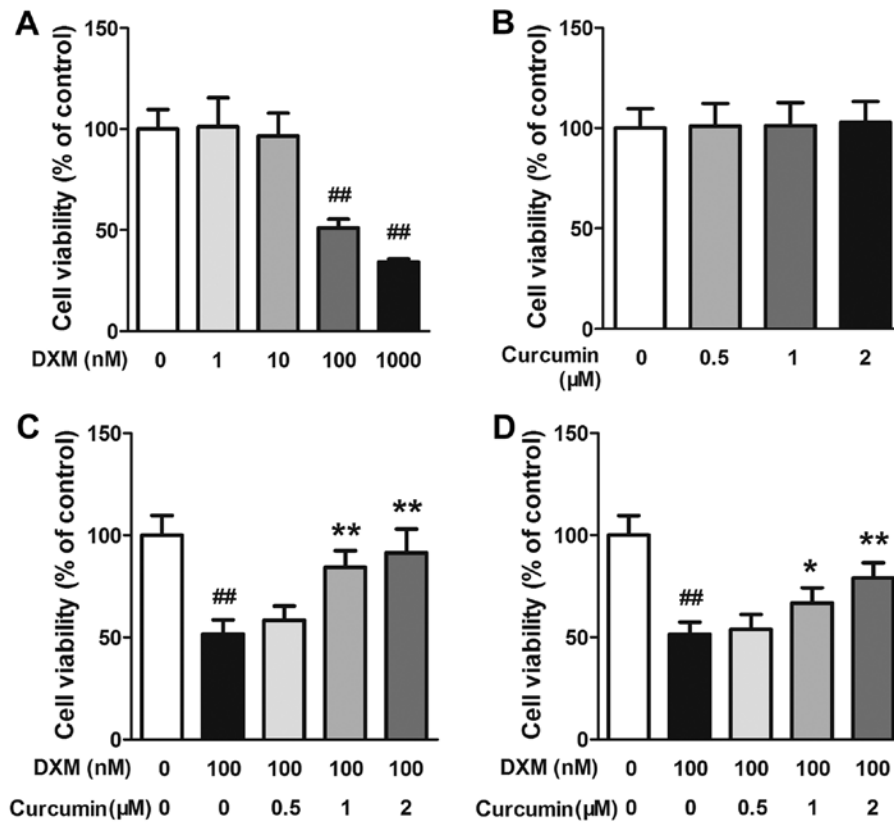 A
Cell viability (% of control)
150
100
50
0
##
##
DXM (nM) 0 1 10 100 1000
B
Cell viability (% of control)
150
100
50
0
Curcumin 0 0.5 1 2
(µM)
C
Cell viability (% of control)
150
100
50
0
##
**
**
DXM (nM) 0 100 100 100 100
Curcumin (µM) 0 0 0.5 1 2
D
Cell viability (% of control)
150
100
50
0
##
*
**
DXM (nM) 0 100 100 100 100
Curcumin (µM) 0 0 0.5 1 2